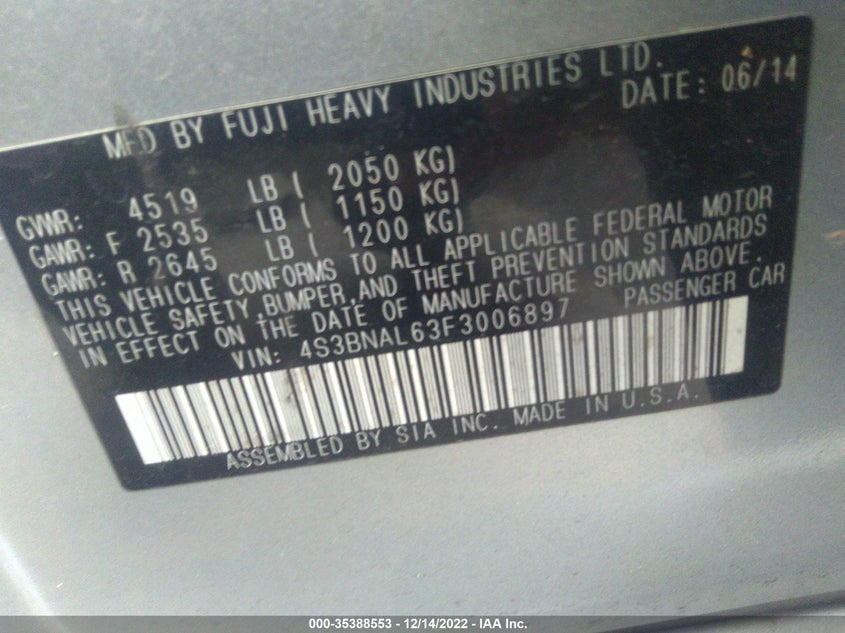 MFD BY FUJI HEAVY INDUSTRIES LTD.
DATE: 06/14
GVWR: 4519 LB ( 2050 KG)
GAWR: F 2535 LB ( 1150 KG)
GAWR: R 2645 LB ( 1200 KG)
THIS VEHICLE CONFORMS TO ALL APPLICABLE FEDERAL MOTOR
VEHICLE SAFETY,BUMPER,AND THEFT PREVENTION STANDARDS
IN EFFECT ON THE DATE OF MANUFACTURE SHOWN ABOVE.
VIN: 4S3BNAL63F3006897 PASSENGER CAR
ASSEMBLED BY SIA INC. MADE IN U.S.A.
000-35388553 - 12/14/2022 - IAA Inc.